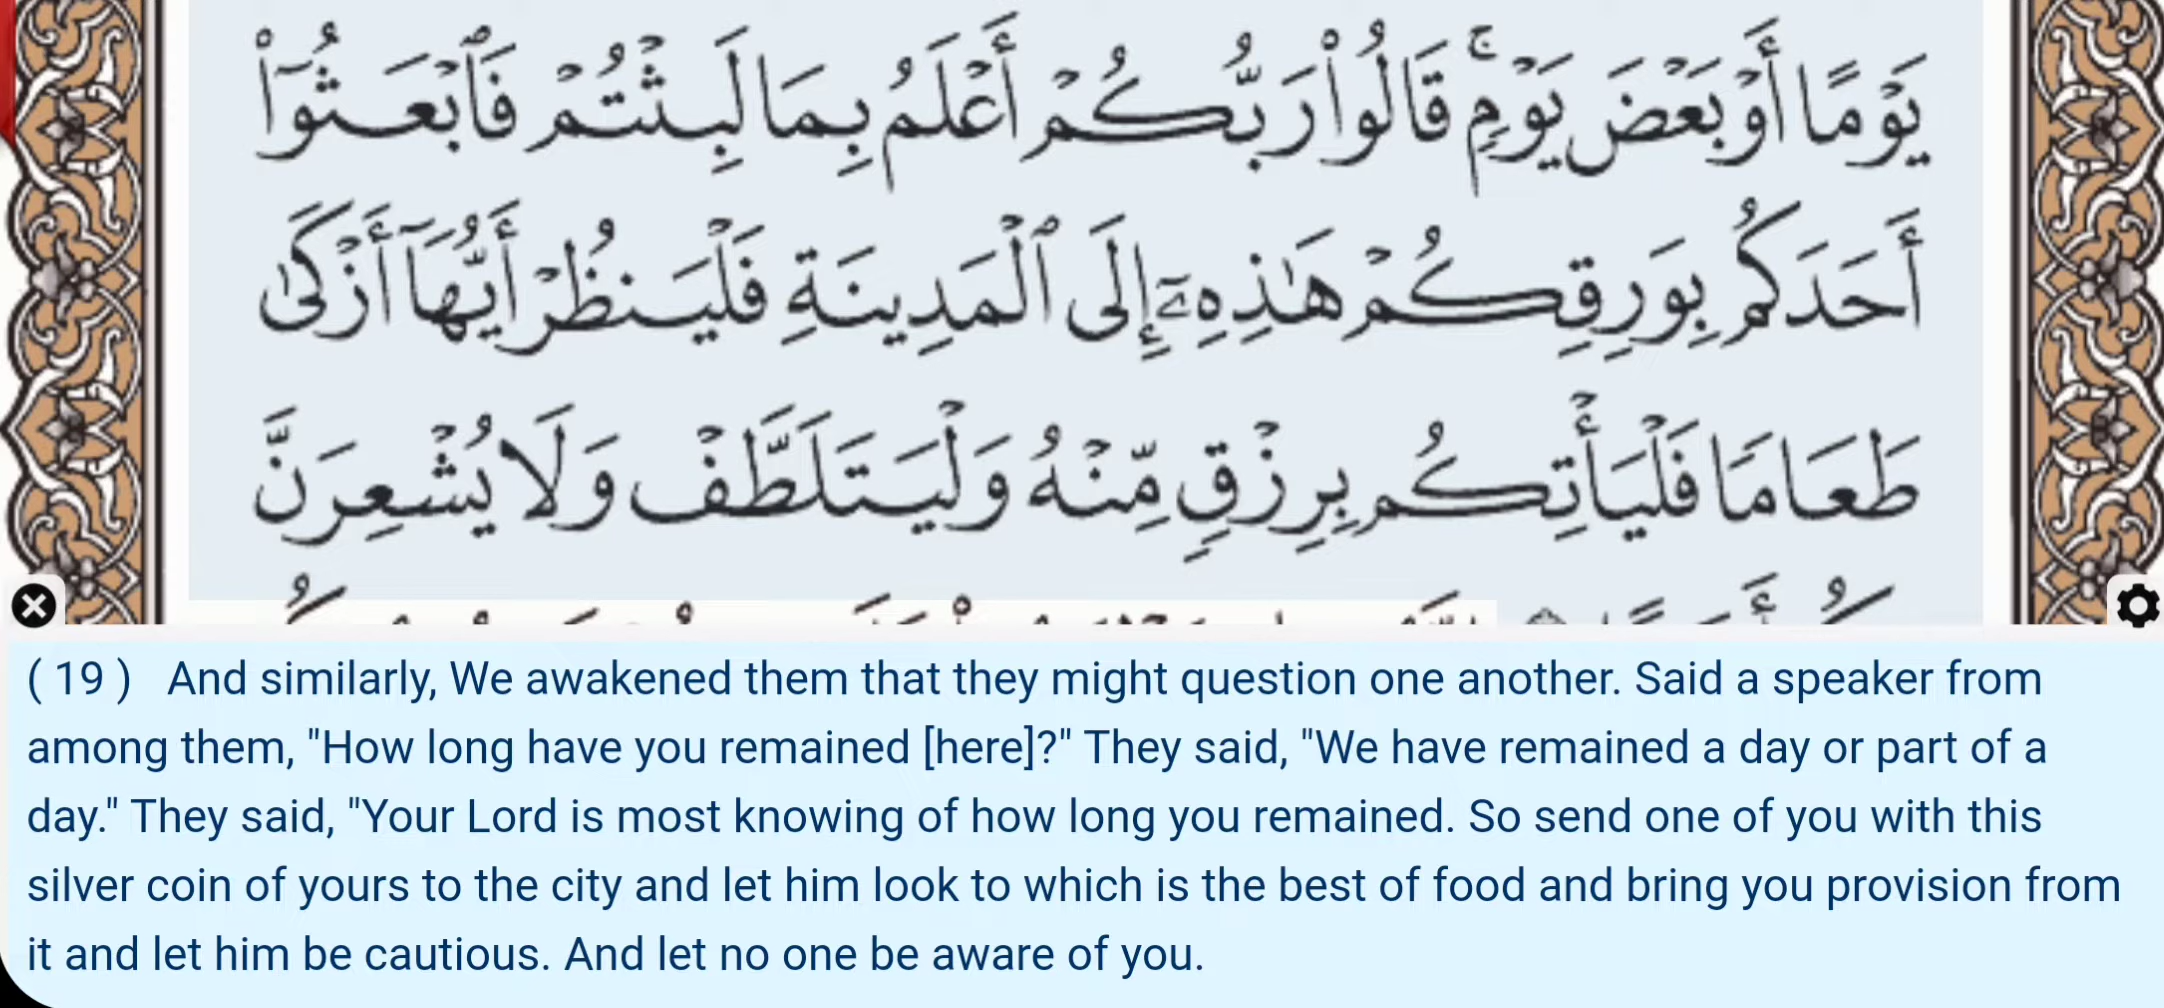 يَوْمًا أَوْ بَعْضَ يَوْمٍۚ قَالُوا۟ رَبُّكُمْ أَعْلَمُ بِمَا لَبِثْتُمْ فَٱبْعَثُوٓا۟
أَحَدَكُم بِوَرِقِكُمْ هَٰذِهِۦٓ إِلَى ٱلْمَدِينَةِ فَلْيَنظُرْ أَيُّهَآ أَزْكَىٰ
طَعَامًا فَلْيَأْتِكُم بِرِزْقٍ مِّنْهُ وَلْيَتَلَطَّفْ وَلَا يُشْعِرَنَّ
( 19 ) And similarly, We awakened them that they might question one another. Said a speaker from
among them, "How long have you remained [here]?" They said, "We have remained a day or part of a
day." They said, "Your Lord is most knowing of how long you remained. So send one of you with this
silver coin of yours to the city and let him look to which is the best of food and bring you provision from
it and let him be cautious. And let no one be aware of you.